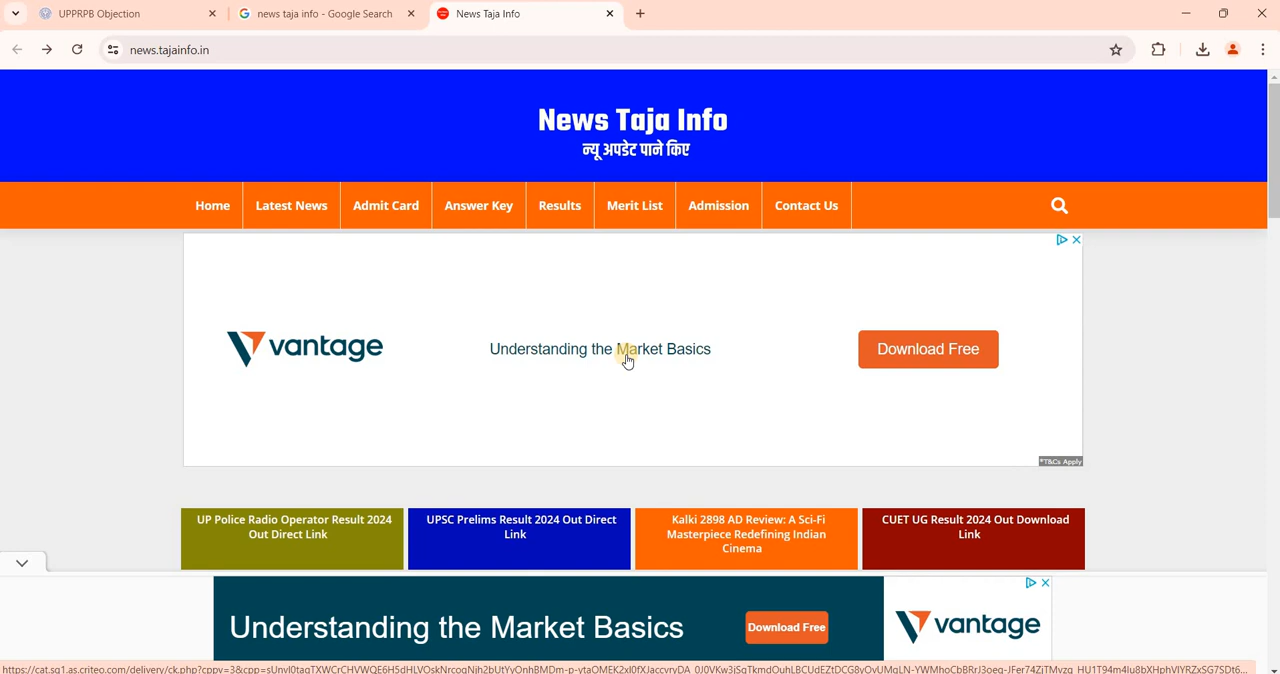 UPPRPB Objection
news taja info - Google Search
News Taja Info
news.tajainfo.in
News Taja Info
न्यू अपडेट पाने किए
Home Latest News Admit Card Answer Key Results Merit List Admission Contact Us
vantage
Understanding the Market Basics
Download Free
*T&Cs Apply
UP Police Radio Operator Result 2024
Out Direct Link
UPSC Prelims Result 2024 Out Direct
Link
Kalki 2898 AD Review: A Sci-Fi
Masterpiece Redefining Indian
Cinema
CUET UG Result 2024 Out Download
Link
Understanding the Market Basics
Download Free
vantage